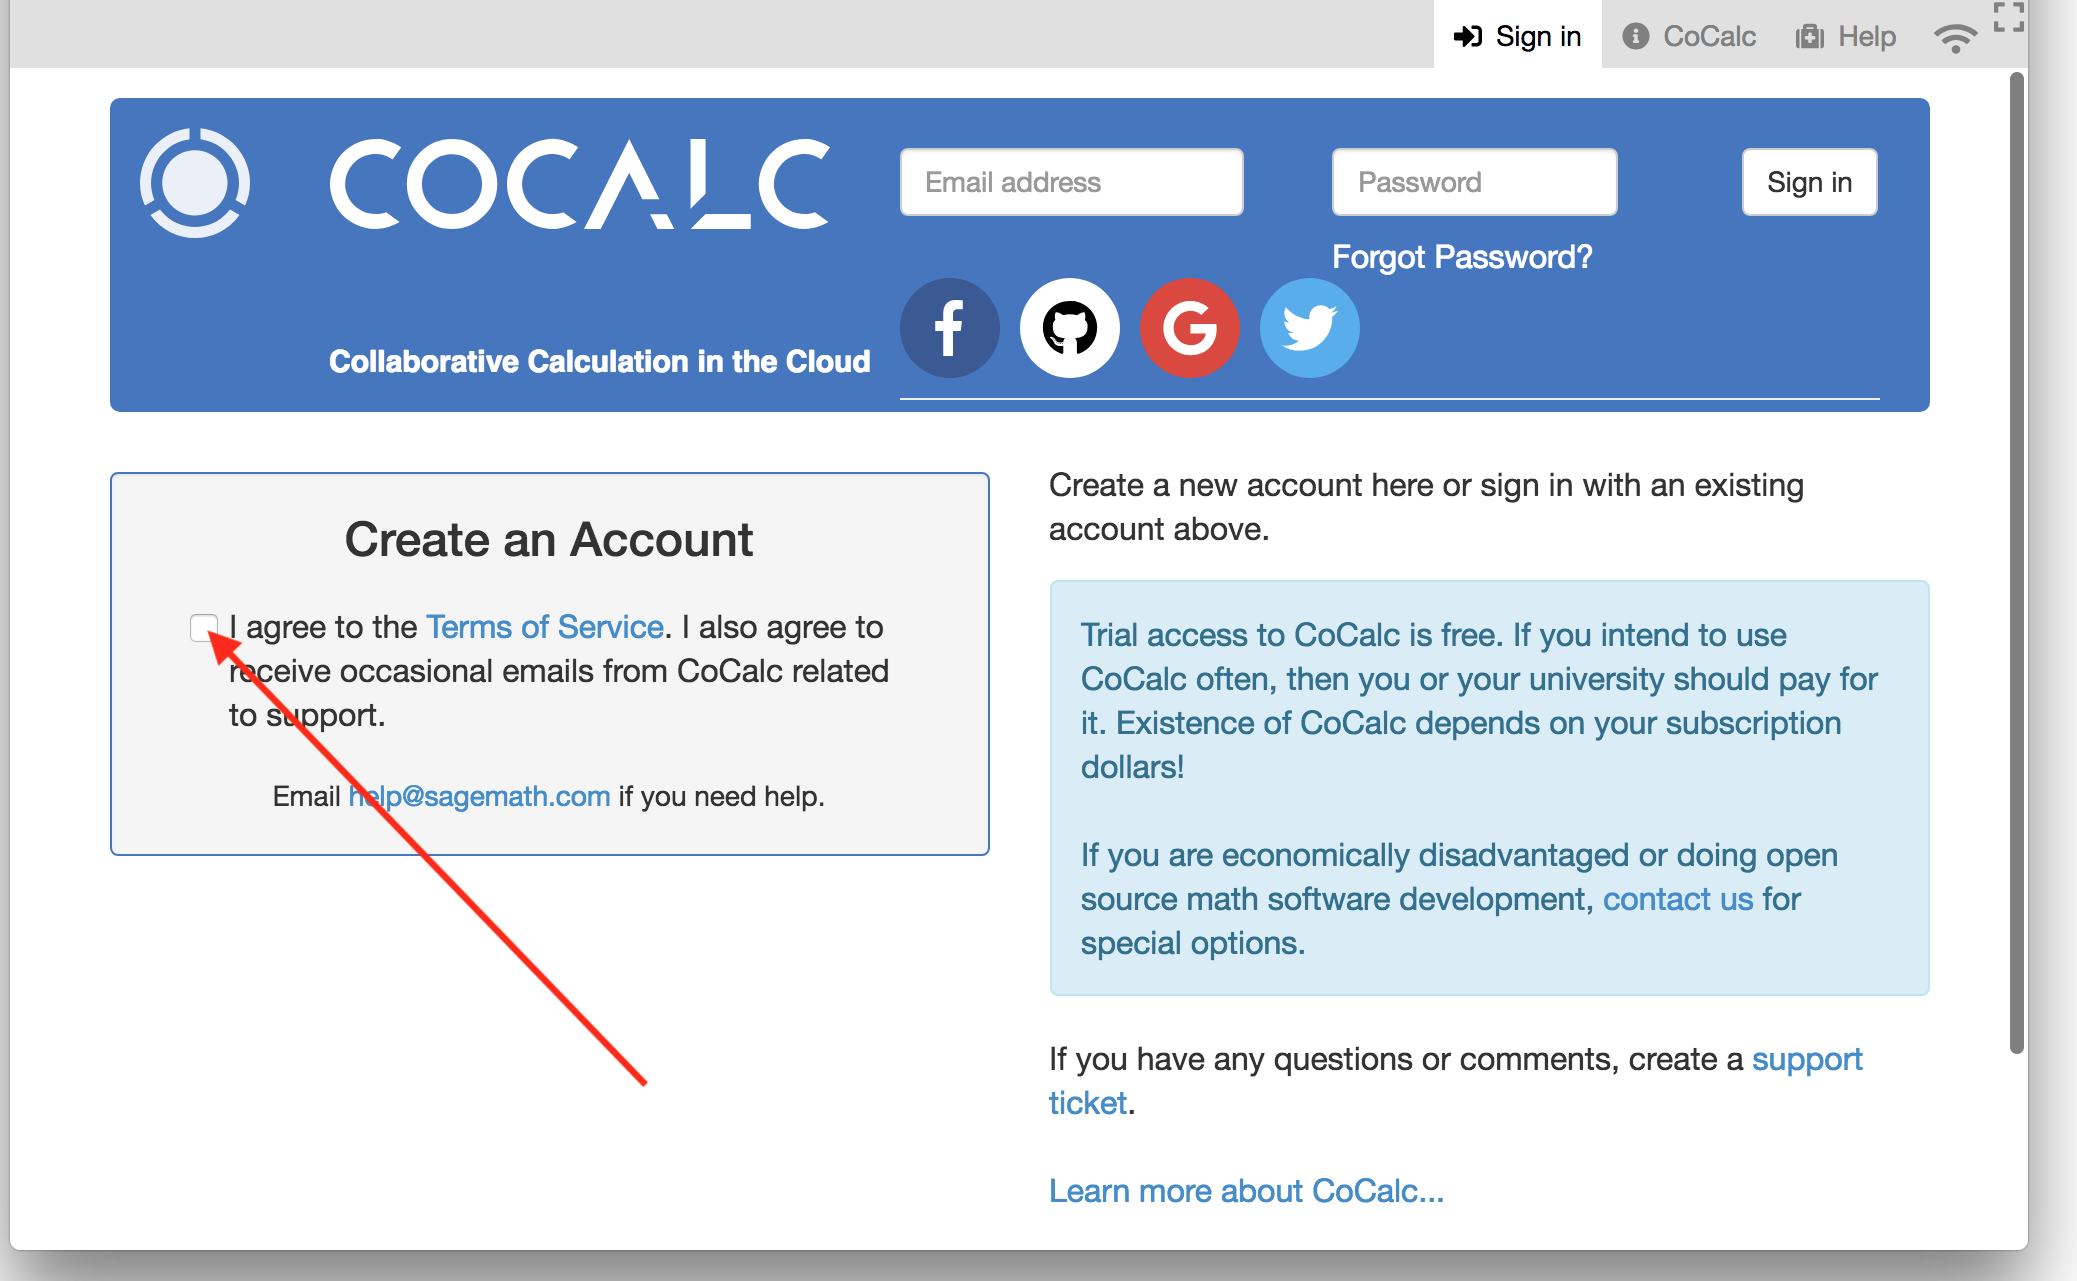 Sign in
CoCalc
Help
COCALC
Email address
Password
Sign in
Forgot Password?
Collaborative Calculation in the Cloud
Create an Account
I agree to the Terms of Service. I also agree to
receive occasional emails from CoCalc related
to support.
Email help@sagemath.com if you need help.
Create a new account here or sign in with an existing
account above.
Trial access to CoCalc is free. If you intend to use
CoCalc often, then you or your university should pay for
it. Existence of CoCalc depends on your subscription
dollars!
If you are economically disadvantaged or doing open
source math software development, contact us for
special options.
If you have any questions or comments, create a support
ticket.
Learn more about CoCalc...